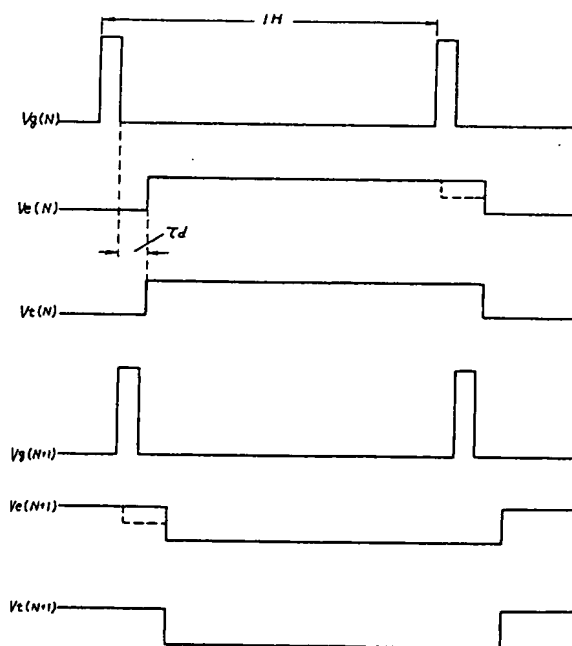 1H
Vg(N)
Ve(N)
τd
Vt(N)
Vg(N+1)
Ve(N+1)
Vt(N+1)